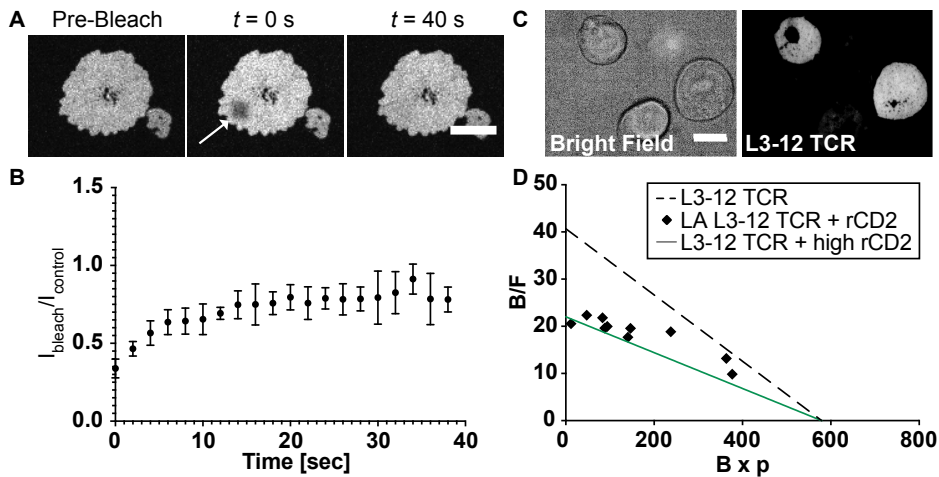 A
Pre-Bleach
t = 0 s
t = 40 s
B
1.5
1.0
0.5
0.0
I bleach/I control
0 10 20 30 40
Time [sec]
C
Bright Field
L3-12 TCR
D
50
40
30
20
10
0
B/F
L3-12 TCR
LA L3-12 TCR + rCD2
L3-12 TCR + high rCD2
0 200 400 600 800
B x p